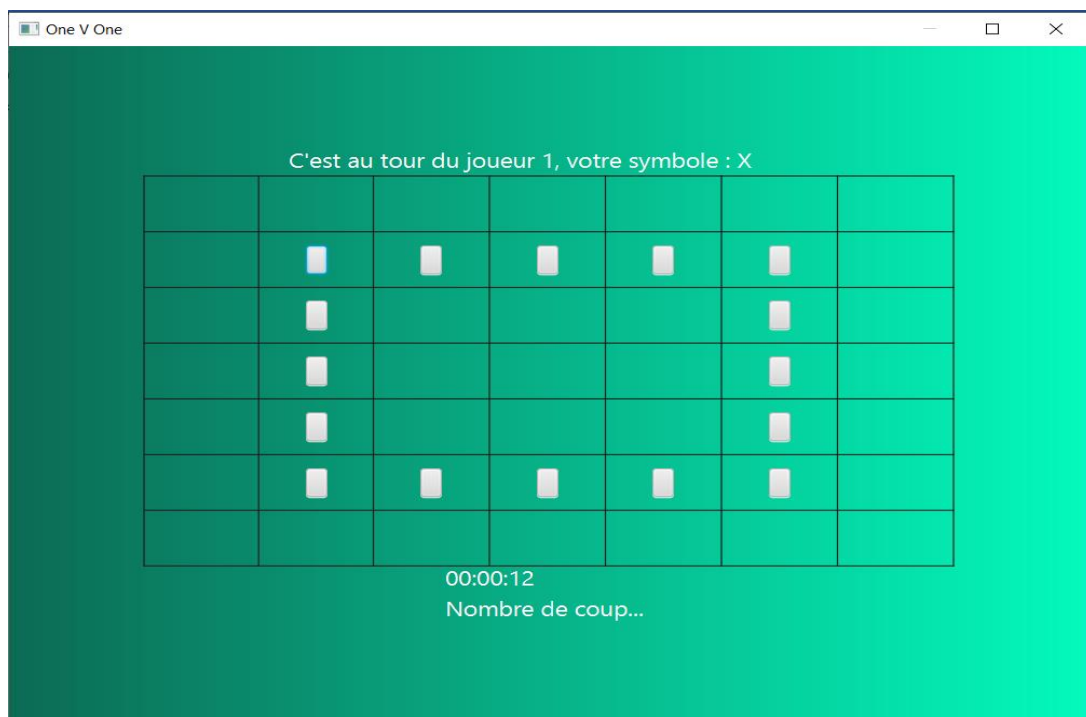 One V One
C'est au tour du joueur 1, votre symbole : X
00:00:12
Nombre de coup...